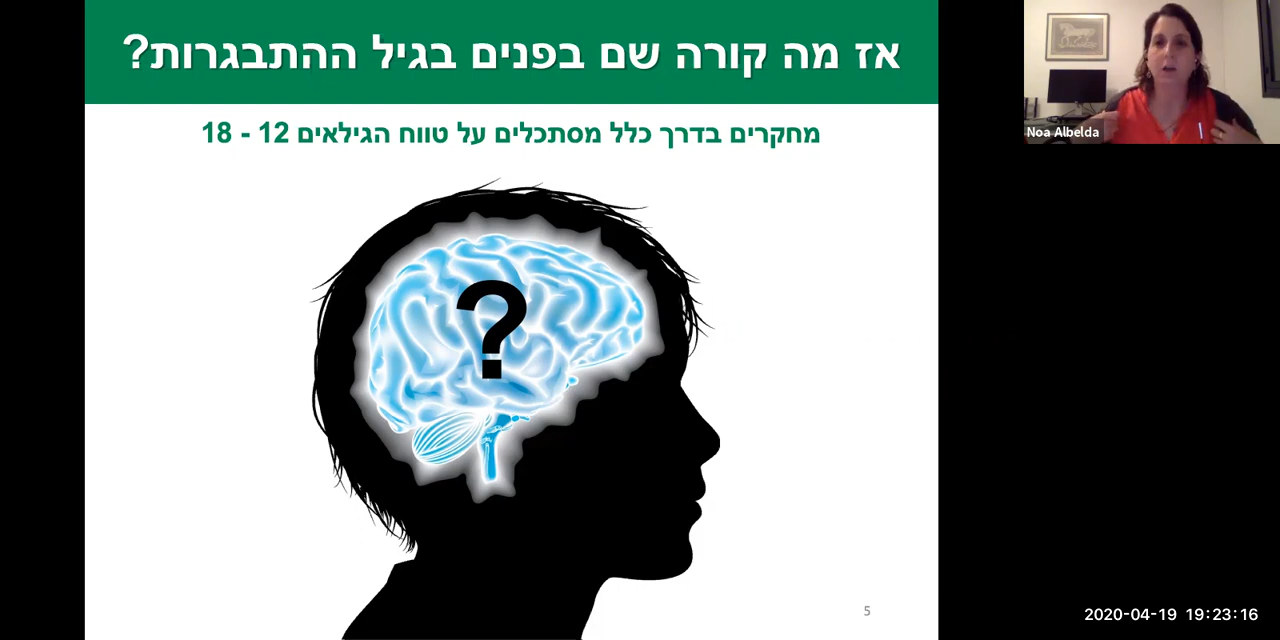 אז מה קורה שם בפנים בגיל ההתבגרות?
מחקרים בדרך כלל מסתכלים על טווח הגילאים 12 - 18
?
5
Noa Albelda
2020-04-19 19:23:16